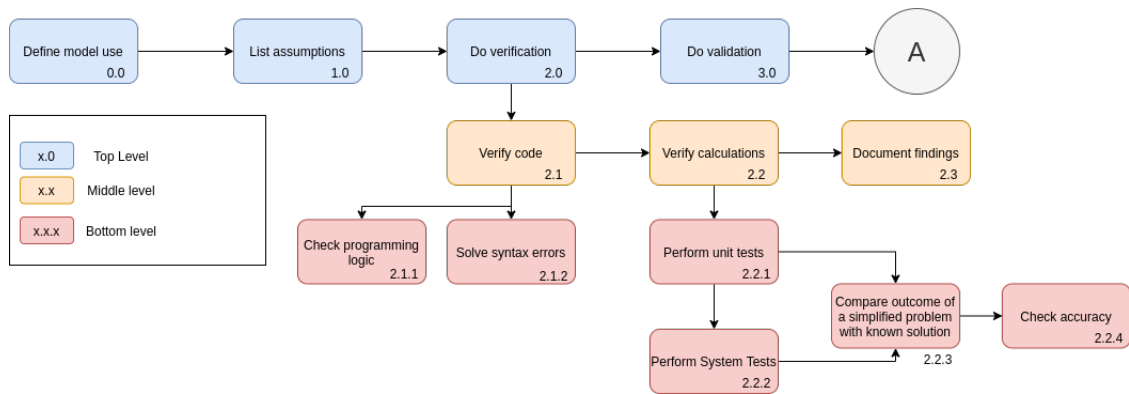 Define model use
0.0
List assumptions
1.0
Do verification
2.0
Do validation
3.0
A
x.0
Top Level
x.x
Middle level
x.x.x
Bottom level
Verify code
2.1
Verify calculations
2.2
Document findings
2.3
Check programming
logic
2.1.1
Solve syntax errors
2.1.2
Perform unit tests
2.2.1
Compare outcome of
a simplified problem
with known solution
2.2.3
Check accuracy
2.2.4
Perform System Tests
2.2.2